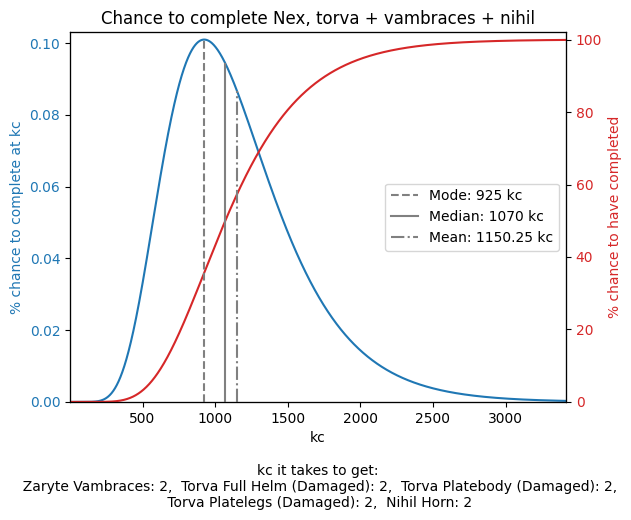 Chance to complete Nex, torva + vambraces + nihil
0.10
0.08
0.06
0.04
0.02
0.00
% chance to complete at kc
100
80
60
40
20
0
% chance to have completed
Mode: 925 kc
Median: 1070 kc
Mean: 1150.25 kc
500 1000 1500 2000 2500 3000
kc
kc it takes to get:
Zaryte Vambraces: 2, Torva Full Helm (Damaged): 2, Torva Platebody (Damaged): 2,
Torva Platelegs (Damaged): 2, Nihil Horn: 2